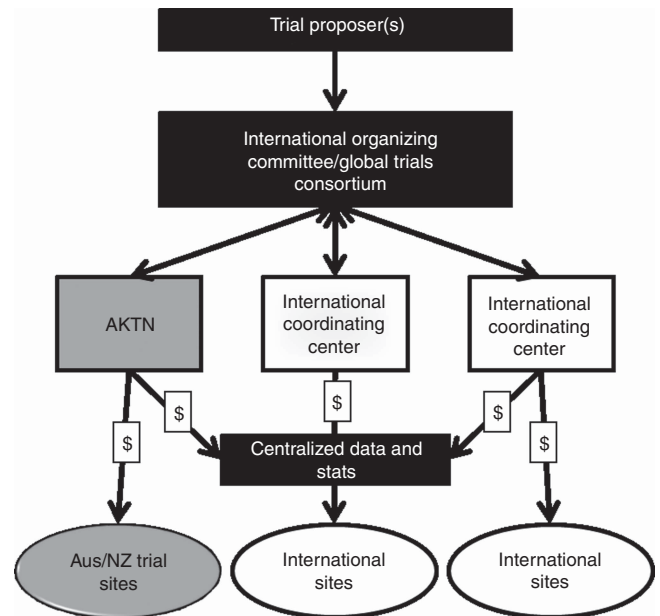 Trial proposer(s)
International organizing
committee/global trials
consortium
AKTN
International
coordinating
center
International
coordinating
center
$
$
$
$
$
Centralized data and
stats
Aus/NZ trial
sites
International
sites
International
sites